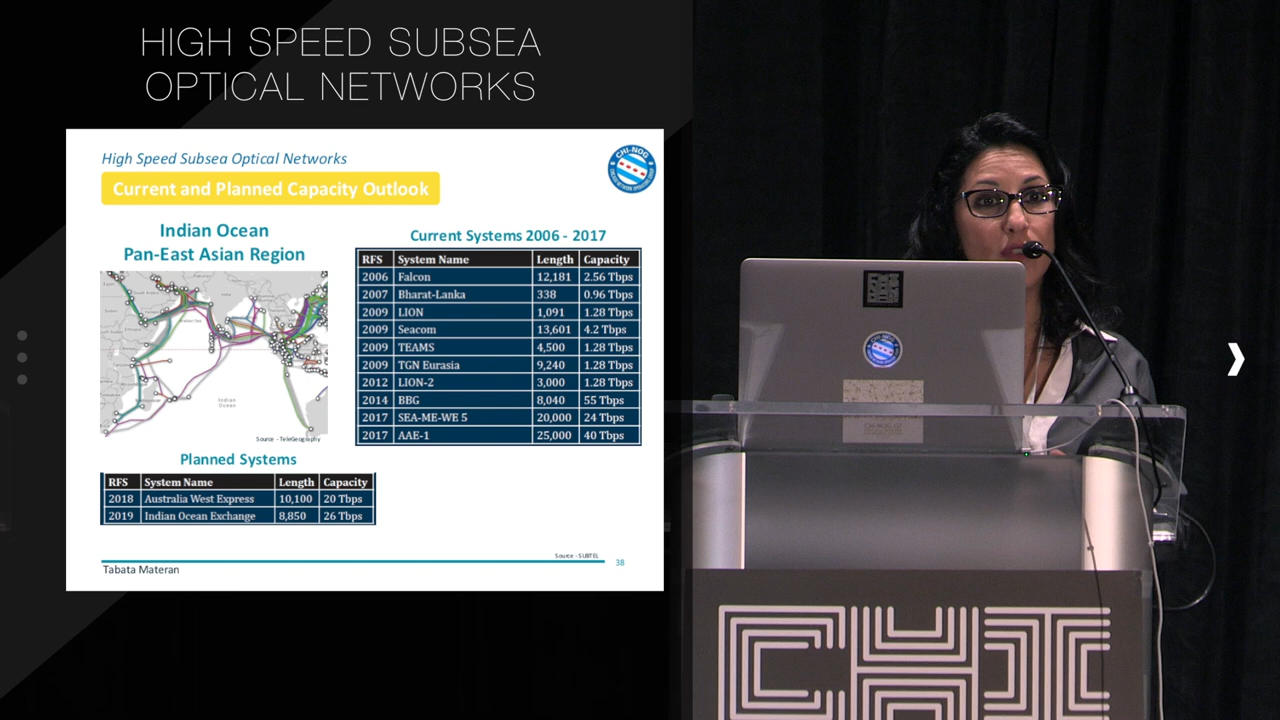 HIGH SPEED SUBSEA
OPTICAL NETWORKS
High Speed Subsea Optical Networks
CHI-NOG
Current and Planned Capacity Outlook
Indian Ocean
Pan-East Asian Region
Current Systems 2006 - 2017
RFS System Name Length Capacity
2006 Falcon 12,181 2.56 Tbps
2007 Bharat-Lanka 338 0.96 Tbps
2009 LION 1,091 1.28 Tbps
2009 Seacom 13,601 4.2 Tbps
2009 TEAMS 4,500 1.28 Tbps
2009 TGN Eurasia 9,240 1.28 Tbps
2012 LION-2 3,000 1.28 Tbps
2014 BBG 8,040 55 Tbps
2017 SEA-ME-WE 5 20,000 24 Tbps
2017 AAE-1 25,000 40 Tbps
Indian
Ocean
Source - TeleGeography
Planned Systems
RFS System Name Length Capacity
2018 Australia West Express 10,100 20 Tbps
2019 Indian Ocean Exchange 8,850 26 Tbps
Source - SUBTEL
Tabata Materan
38
CHI